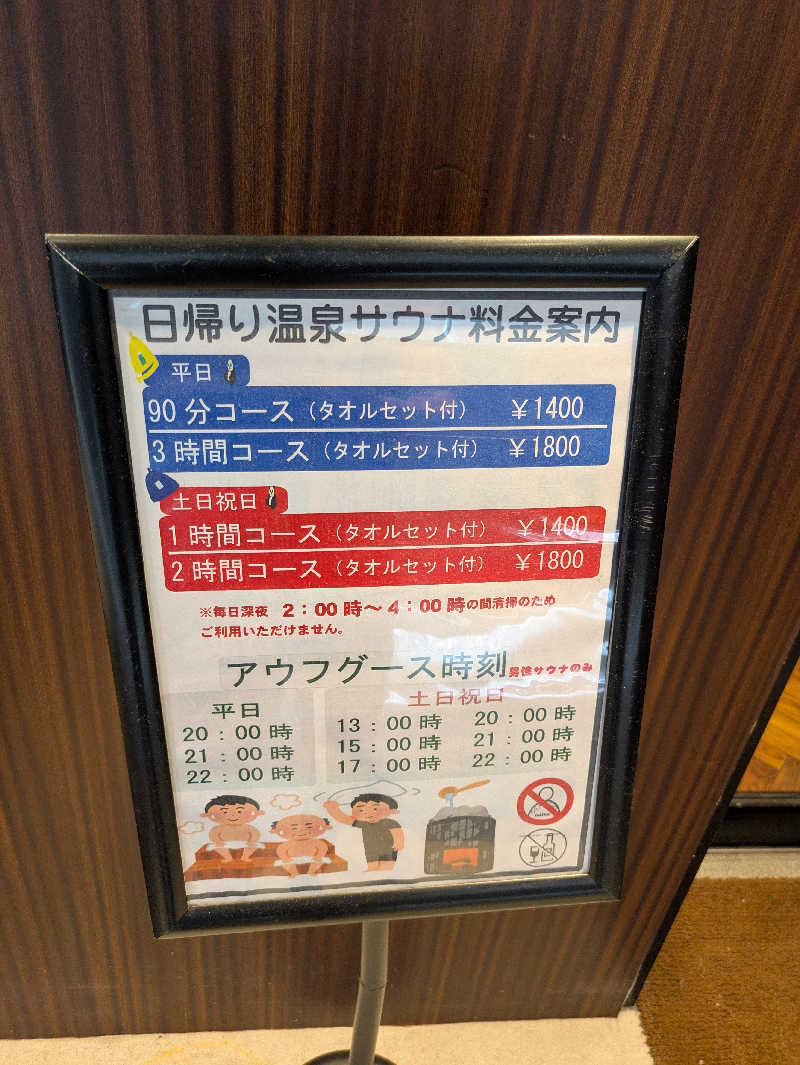 日帰り温泉サウナ料金案内
平日
90分コース（タオルセット付） ￥1400
3時間コース（タオルセット付） ￥1800
土日祝日
1時間コース（タオルセット付） ￥1400
2時間コース（タオルセット付） ￥1800
※毎日深夜 2：00時～4：00時の間清掃のため
ご利用いただけません。
アウフグース時刻 男性サウナのみ
平日
20：00時
21：00時
22：00時
土日祝日
13：00時 20：00時
15：00時 21：00時
17：00時 22：00時